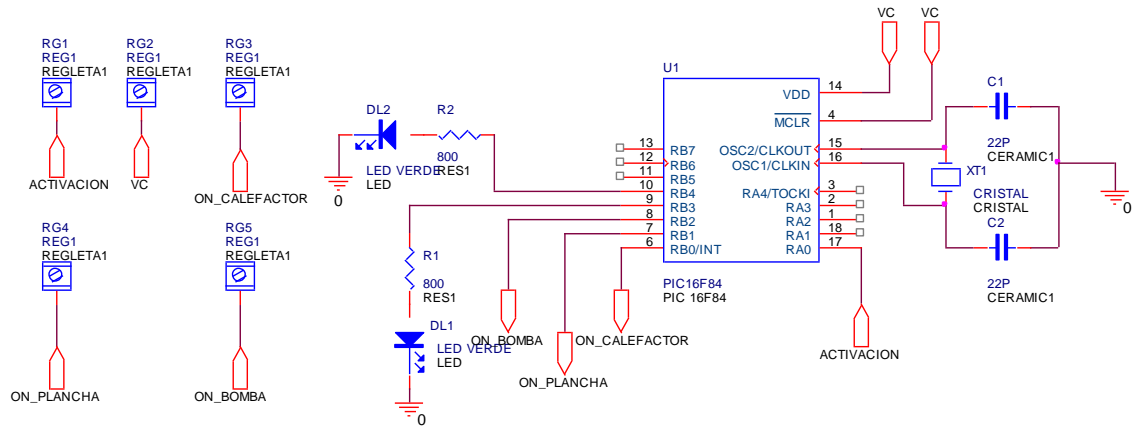 RG1
REG1
REGLETA1
ACTIVACION
RG2
REG1
REGLETA1
VC
RG3
REG1
REGLETA1
ON_CALEFACTOR
RG4
REG1
REGLETA1
ON_PLANCHA
RG5
REG1
REGLETA1
ON_BOMBA
DL2
LED VERDE
LED
0
R2
800
RES1
R1
800
RES1
DL1
LED VERDE
LED
0
ON_BOMBA
ON_PLANCHA
ON_CALEFACTOR
U1
13 RB7
12 RB6
11 RB5
10 RB4
9 RB3
8 RB2
7 RB1
6 RB0/INT
VDD 14
MCLR 4
OSC2/CLKOUT 15
OSC1/CLKIN 16
RA4/TOCKI 3
RA3 2
RA2 1
RA1 18
RA0 17
PIC16F84
PIC 16F84
VC
VC
ACTIVACION
C1
22P
CERAMIC1
XT1
CRISTAL
CRISTAL
C2
22P
CERAMIC1
0